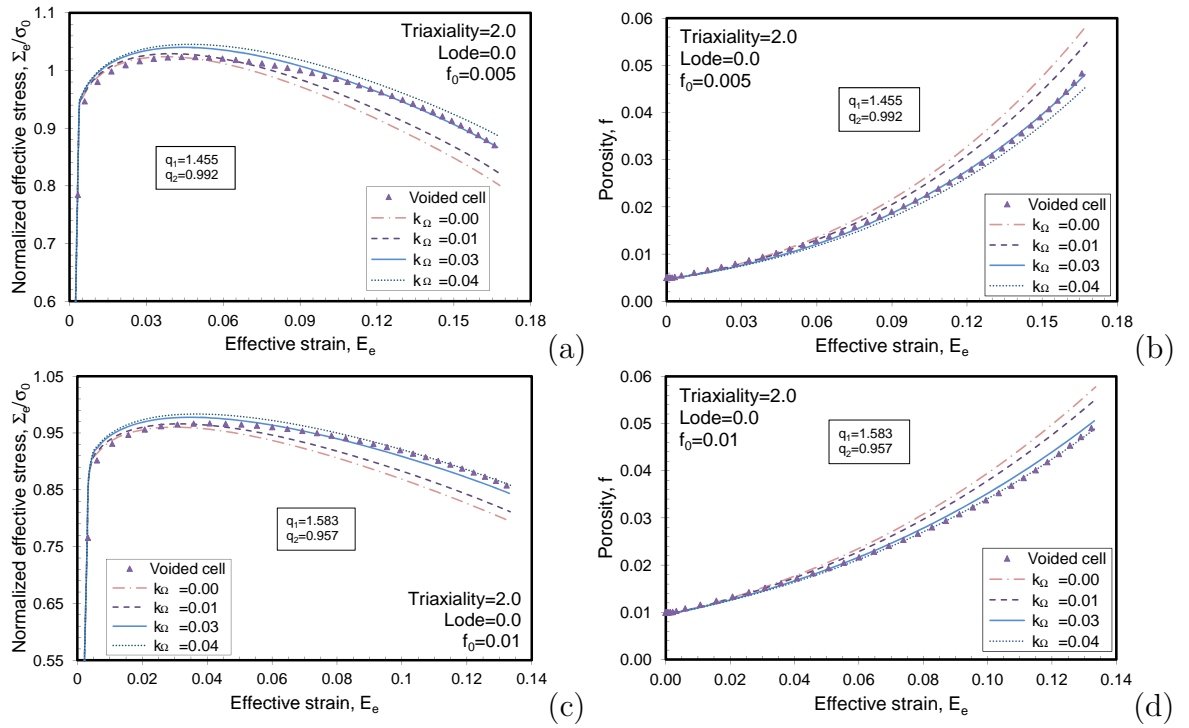 Normalized effective stress, Σe/σ0
1.1
1
0.9
0.8
0.7
0.6
0
0.03
0.06
0.09
0.12
0.15
0.18
Effective strain, Ee
Triaxiality=2.0
Lode=0.0
f0=0.005
q1=1.455
q2=0.992
Voided cell
kΩ =0.00
kΩ =0.01
kΩ =0.03
kΩ =0.04
(a)
Porosity, f
0.06
0.05
0.04
0.03
0.02
0.01
0.00
0
0.03
0.06
0.09
0.12
0.15
0.18
Effective strain, Ee
Triaxiality=2.0
Lode=0.0
f0=0.005
q1=1.455
q2=0.992
Voided cell
kΩ =0.00
kΩ =0.01
kΩ =0.03
kΩ =0.04
(b)
Normalized effective stress, Σe/σ0
1.05
0.95
0.85
0.75
0.65
0.55
0
0.02
0.04
0.06
0.08
0.1
0.12
0.14
Effective strain, Ee
q1=1.583
q2=0.957
Voided cell
kΩ =0.00
kΩ =0.01
kΩ =0.03
kΩ =0.04
Triaxiality=2.0
Lode=0.0
f0=0.01
(c)
Porosity, f
0.06
0.05
0.04
0.03
0.02
0.01
0.00
0.00
0.02
0.04
0.06
0.08
0.10
0.12
0.14
Effective strain, Ee
Triaxiality=2.0
Lode=0.0
f0=0.01
q1=1.583
q2=0.957
Voided cell
kΩ =0.00
kΩ =0.01
kΩ =0.03
kΩ =0.04
(d)